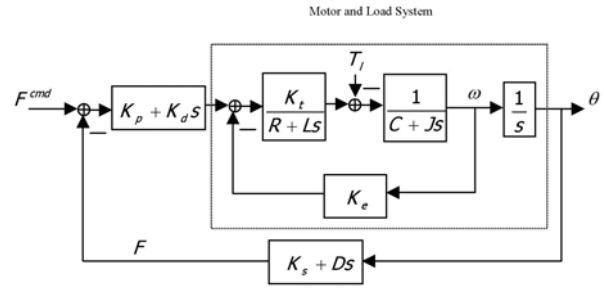 Motor and Load System
T_l
F^{cmd}
K_p + K_d s
K_t
R + Ls
1
C + Js
ω
1
s
θ
K_e
F
K_s + Ds